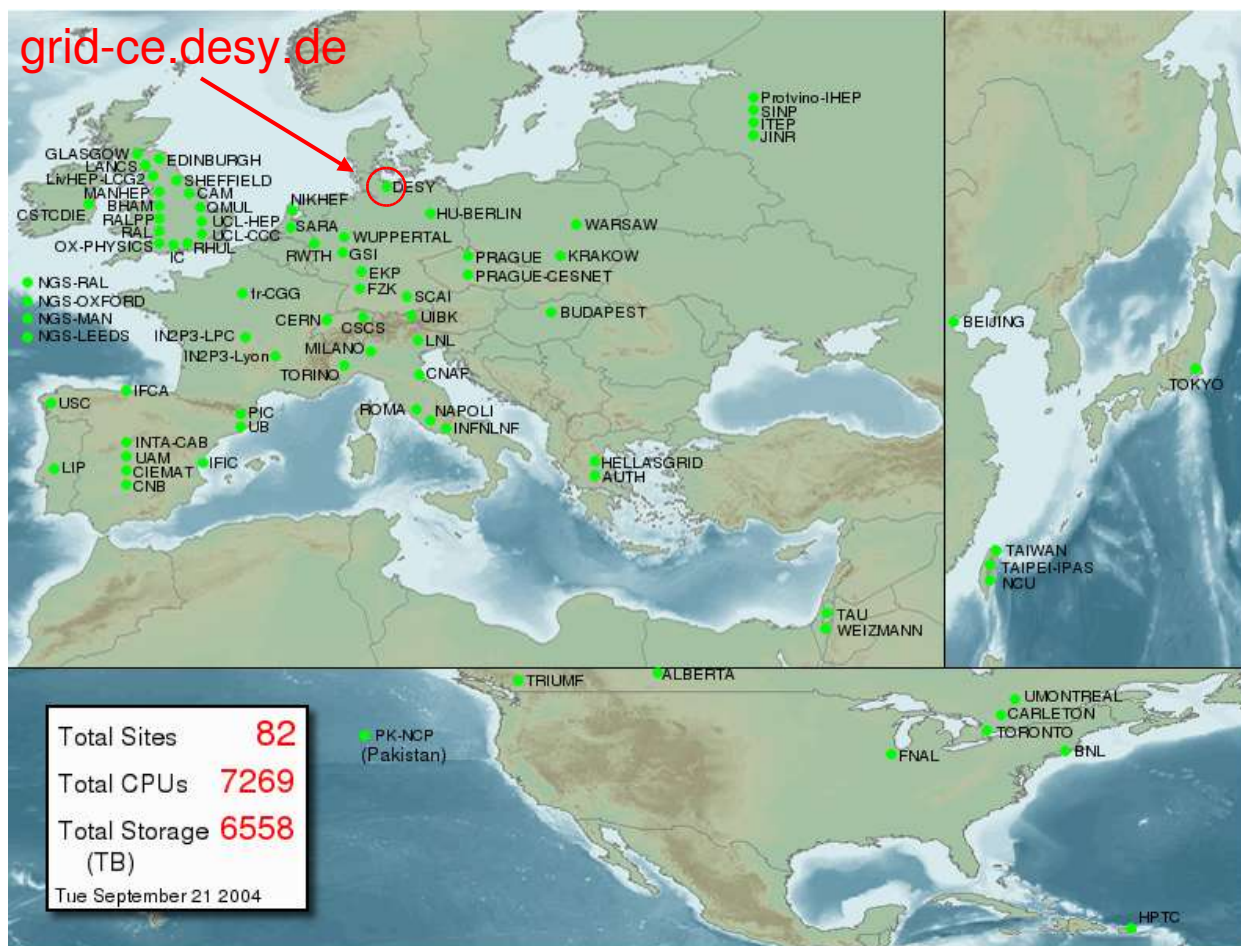 grid-ce.desy.de
Protvino-IHEP
SINP
ITEP
JINR
GLASGOW
EDINBURGH
LANCS
LivHEP-LCG2
SHEFFIELD
MANHEP
CAM
CSTCDIE
BHAM
QMUL
RALPP
UCL-HEP
RAL
UCL-CCC
OX-PHYSICS
IC
RHUL
DESY
NIKHEF
HU-BERLIN
SARA
WUPPERTAL
WARSAW
RWTH
GSI
PRAGUE
KRAKOW
EKP
PRAGUE-CESNET
FZK
NGS-RAL
NGS-OXFORD
NGS-MAN
NGS-LEEDS
fr-CGG
SCAI
CERN
CSCS
UIBK
BUDAPEST
IN2P3-LPC
LNL
IN2P3-Lyon
MILANO
TORINO
CNAF
IFCA
USC
PIC
UB
ROMA
NAPOLI
INFNLNF
INTA-CAB
UAM
LIP
CIEMAT
CNB
IFIC
HELLASGRID
AUTH
TAU
WEIZMANN
BEIJING
TOKYO
TAIWAN
TAIPEI-IPAS
NCU
TRIUMF
ALBERTA
UMONTREAL
CARLETON
TORONTO
FNAL
BNL
PK-NCP
(Pakistan)
HPTC
Total Sites 82
Total CPUs 7269
Total Storage 6558
(TB)
Tue September 21 2004